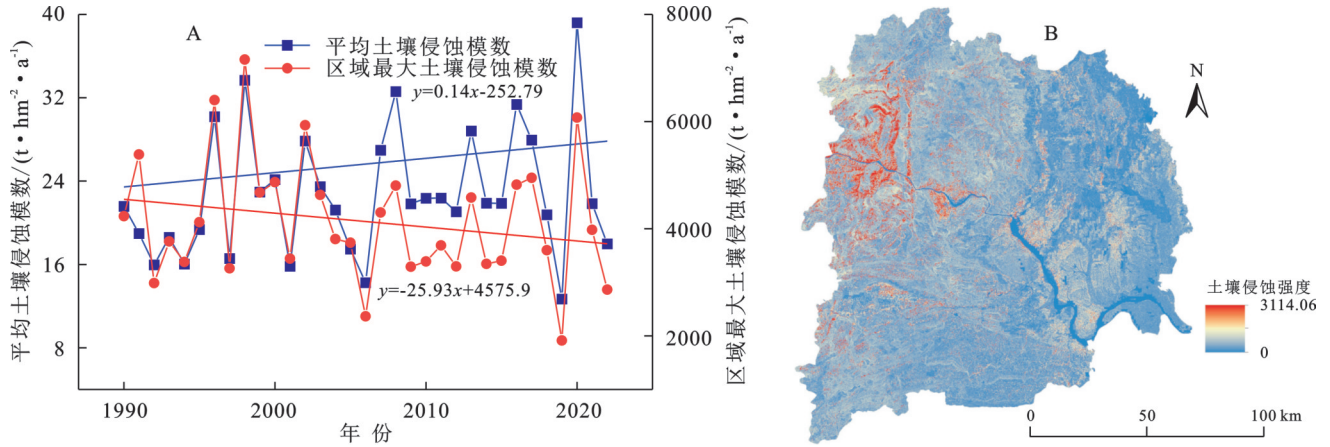 A
平均土壤侵蚀模数
区域最大土壤侵蚀模数
y=0.14x-252.79
y=-25.93x+4575.9
平均土壤侵蚀模数/(t·hm⁻²·a⁻¹)
40
32
24
16
8
8000
6000
4000
2000
区域最大土壤侵蚀模数/(t·hm⁻²·a⁻¹)
1990
2000
2010
2020
年 份
B
N
土壤侵蚀强度
3114.06
0
0
50
100 km